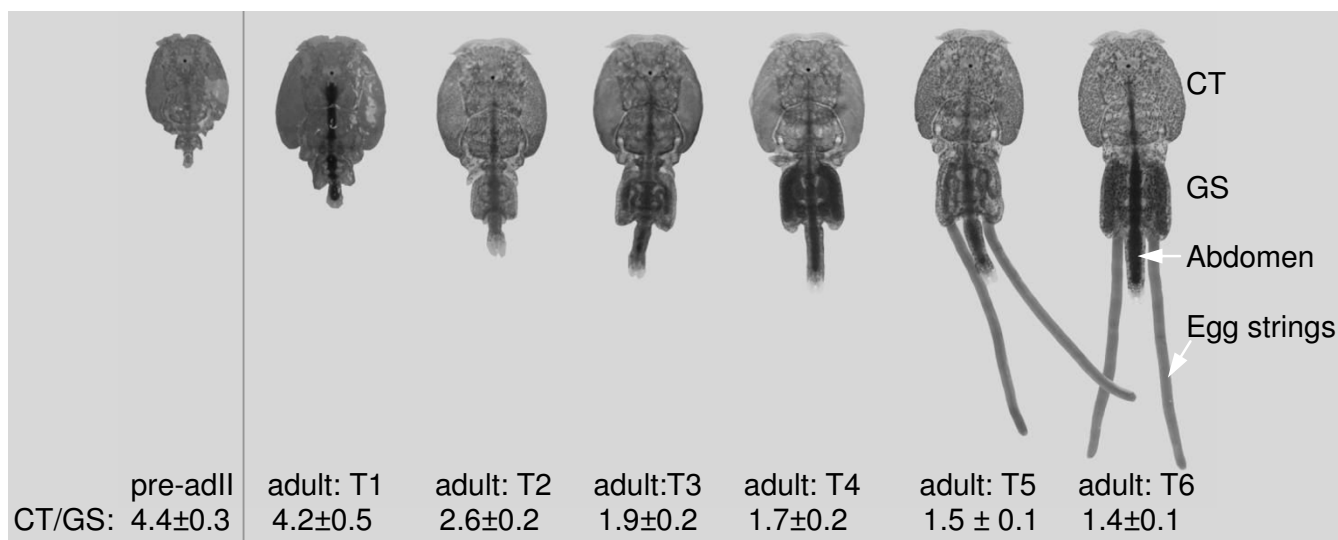 CT
GS
Abdomen
Egg strings
pre-adII adult: T1 adult: T2 adult:T3 adult: T4 adult: T5 adult: T6
CT/GS: 4.4±0.3 4.2±0.5 2.6±0.2 1.9±0.2 1.7±0.2 1.5 ± 0.1 1.4±0.1